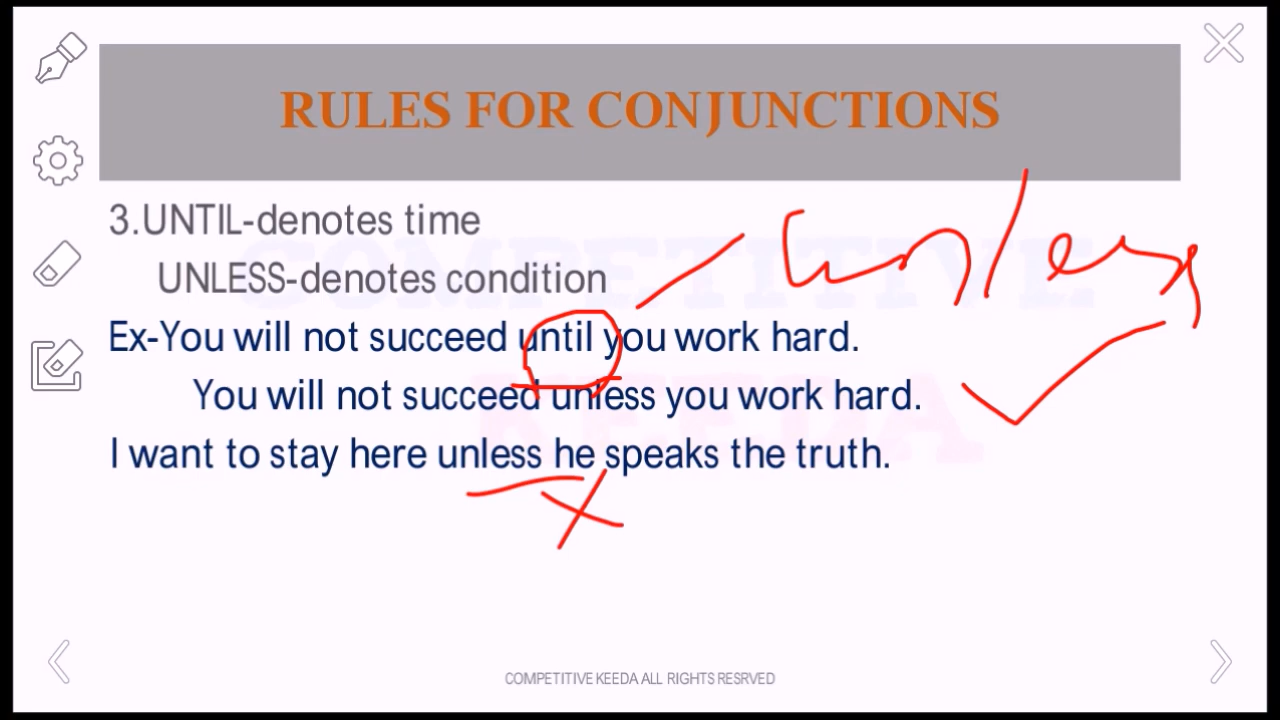 RULES FOR CONJUNCTIONS
3.UNTIL-denotes time
UNLESS-denotes condition
unless
Ex-You will not succeed until you work hard.
You will not succeed unless you work hard.
I want to stay here unless he speaks the truth.
COMPETITIVE
KEEDA
COMPETITIVE KEEDA ALL RIGHTS RESRVED